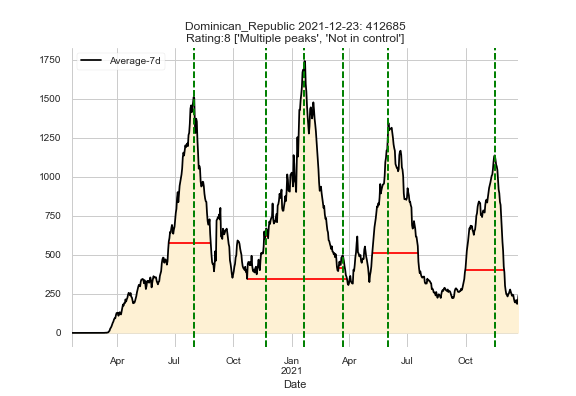 Dominican_Republic 2021-12-23: 412685
Rating:8 ['Multiple peaks', 'Not in control']
Average-7d
1750
1500
1250
1000
750
500
250
0
Apr
Jul
Oct
Jan
2021
Apr
Jul
Oct
Date